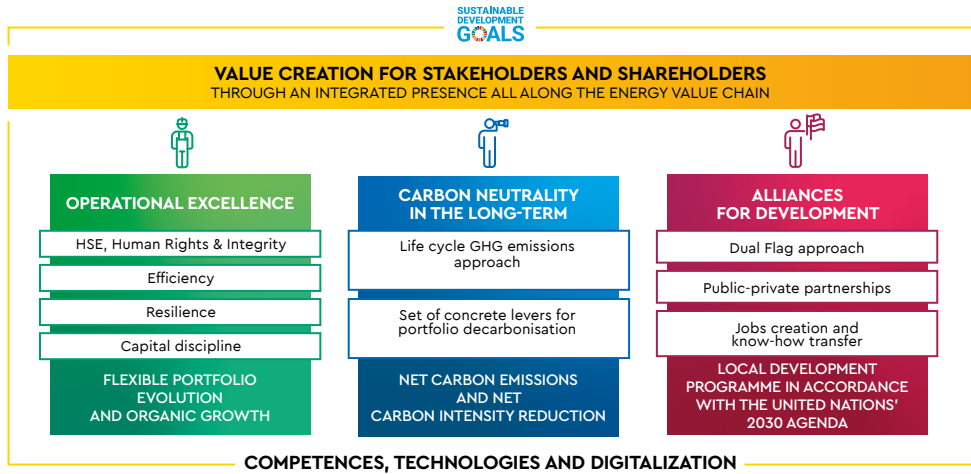 SUSTAINABLE
DEVELOPMENT
GOALS
VALUE CREATION FOR STAKEHOLDERS AND SHAREHOLDERS
THROUGH AN INTEGRATED PRESENCE ALL ALONG THE ENERGY VALUE CHAIN
OPERATIONAL EXCELLENCE
HSE, Human Rights & Integrity
Efficiency
Resilience
Capital discipline
FLEXIBLE PORTFOLIO
EVOLUTION
AND ORGANIC GROWTH
CARBON NEUTRALITY
IN THE LONG-TERM
Life cycle GHG emissions
approach
Set of concrete levers for
portfolio decarbonisation
NET CARBON EMISSIONS
AND NET
CARBON INTENSITY REDUCTION
ALLIANCES
FOR DEVELOPMENT
Dual Flag approach
Public-private partnerships
Jobs creation and
know-how transfer
LOCAL DEVELOPMENT
PROGRAMME IN ACCORDANCE
WITH THE UNITED NATIONS'
2030 AGENDA
COMPETENCES, TECHNOLOGIES AND DIGITALIZATION